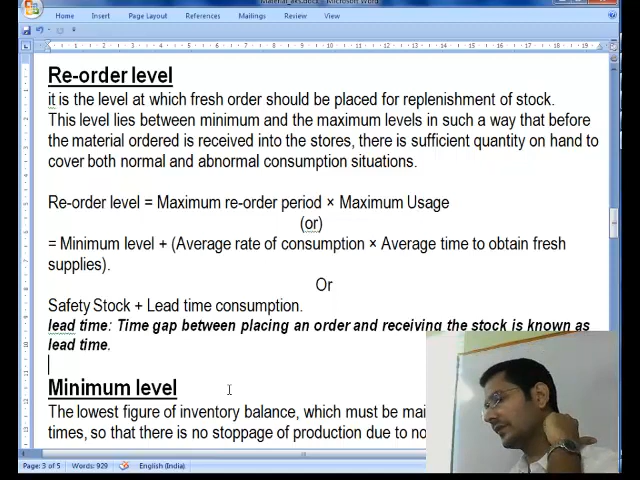 Material_aks.docx - Microsoft Word
Home Insert Page Layout References Mailings Review View
Re-order level
it is the level at which fresh order should be placed for replenishment of stock.
This level lies between minimum and the maximum levels in such a way that before
the material ordered is received into the stores, there is sufficient quantity on hand to
cover both normal and abnormal consumption situations.
Re-order level = Maximum re-order period × Maximum Usage
(or)
= Minimum level + (Average rate of consumption × Average time to obtain fresh
supplies).
Or
Safety Stock + Lead time consumption.
lead time: Time gap between placing an order and receiving the stock is known as
lead time.
Minimum level
The lowest figure of inventory balance, which must be
times, so that there is no stoppage of production due to
Page: 3 of 5 Words: 929 English (India)